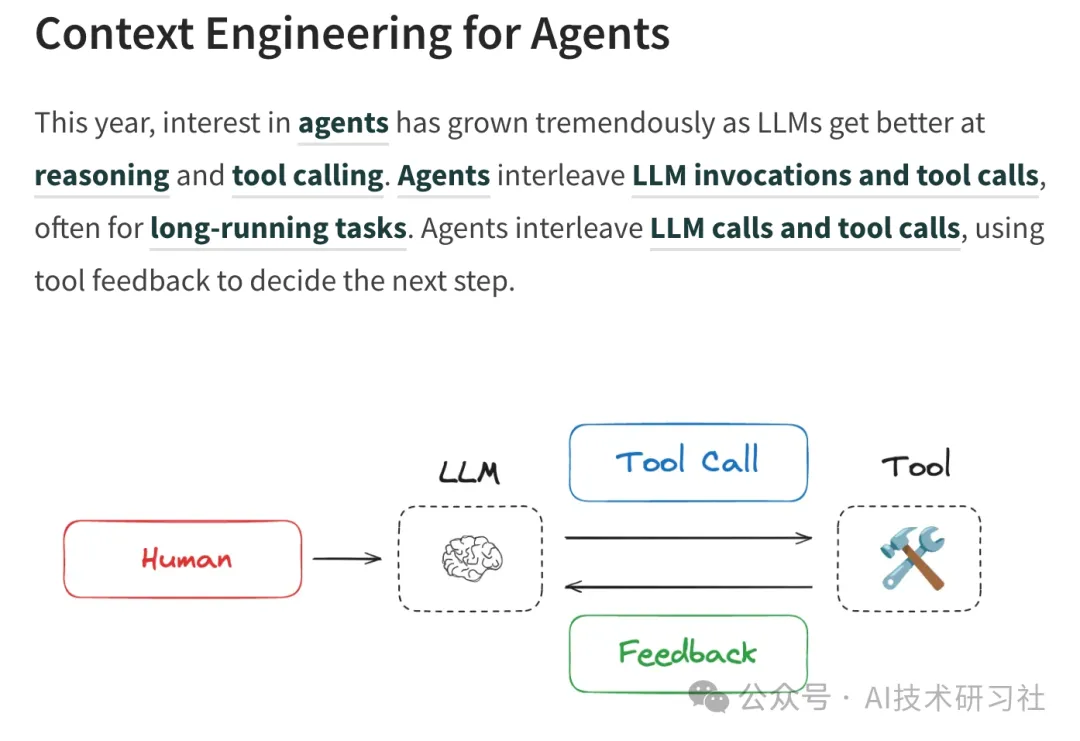 Context Engineering for Agents
This year, interest in agents has grown tremendously as LLMs get better at
reasoning and tool calling. Agents interleave LLM invocations and tool calls,
often for long-running tasks. Agents interleave LLM calls and tool calls, using
tool feedback to decide the next step.
LLM
Tool Call
Tool
Human
Feedback
公众号 · AI技术研习社